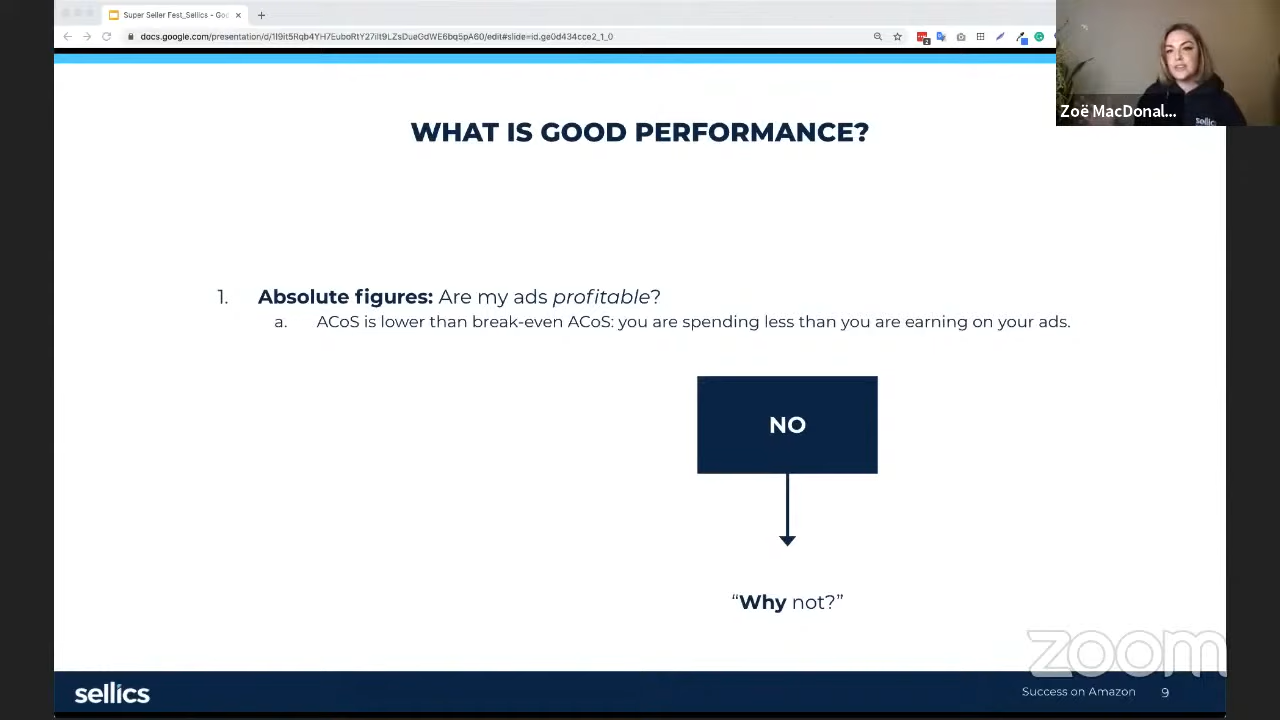 Super Seller Fest_Sellics - Goo
docs.google.com/presentation/d/1I9it5Rqb4YH7EuboRtY27iIt9LZsDueGdWE6bq5pA60/edit#slide=id.ge0d434cce2_1_0
Zoë MacDonal...
sellic
WHAT IS GOOD PERFORMANCE?
1. Absolute figures: Are my ads profitable?
a. ACoS is lower than break-even ACoS: you are spending less than you are earning on your ads.
NO
“Why not?”
zoom
sellics
Success on Amazon 9